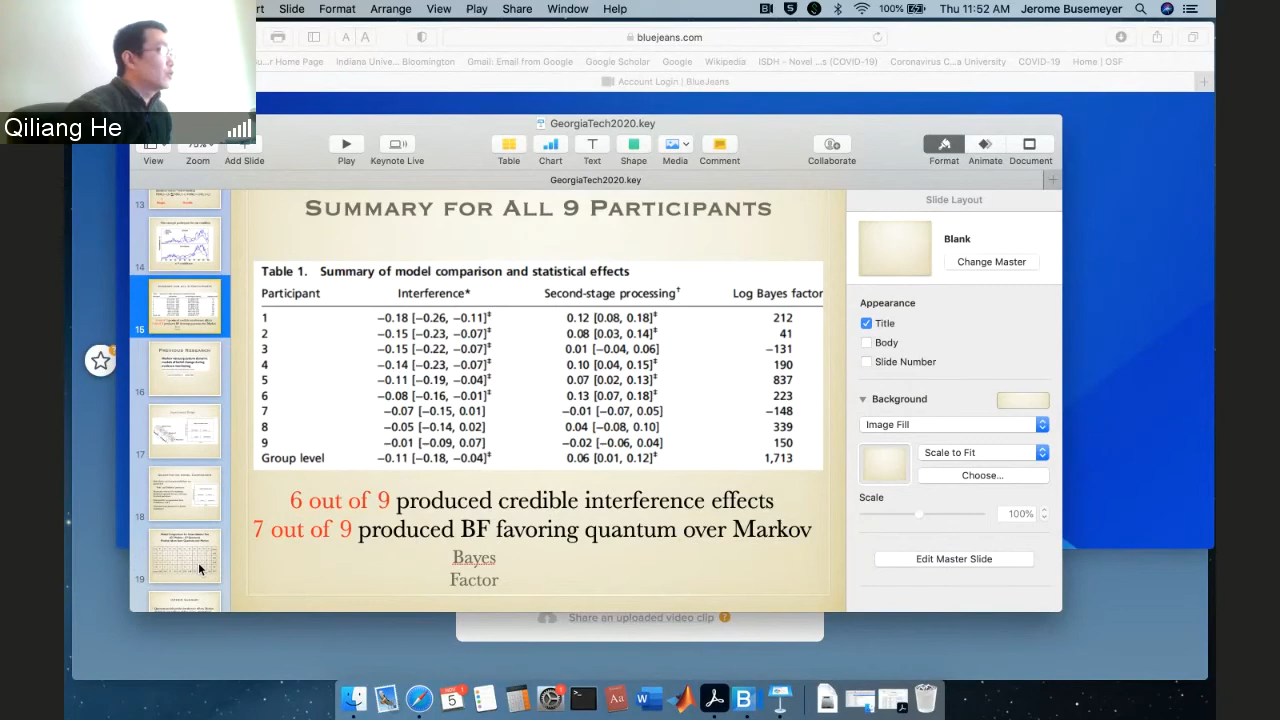 rt Slide Format Arrange View Play Share Window Help 100% Thu 11:52 AM Jerome Busemeyer
A A bluejeans.com
r Home Page Indiana Unive... Bloomington Gmail: Email from Google Google Scholar Google Wikipedia ISDH - Novel ...s (COVID-19) Coronavirus C...a University COVID-19 Home | OSF
Account Login | BlueJeans
Qiliang He
GeorgiaTech2020.key
View Zoom Add Slide Play Keynote Live Table Chart Text Shape Media Comment Collaborate Format Animate Document
GeorgiaTech2020.key
13
14
15
16
17
18
19
Previous Research
Summary for All 9 Participants
Table 1. Summary of model comparison and statistical effects
Participant Interference* Second-stage processing† Log Bayes factor
1 −0.18 [−0.26, −0.11]‡ 0.12 [0.08, 0.18]‡ 212
2 −0.15 [−0.23, −0.07]‡ 0.08 [0.03, 0.14]‡ 41
3 −0.15 [−0.22, −0.07]‡ 0.01 [−0.04, 0.06] −131
4 −0.14 [−0.23, −0.07]‡ 0.10 [0.04, 0.15]‡ 190
5 −0.11 [−0.19, −0.04]‡ 0.07 [0.02, 0.13]‡ 837
6 −0.08 [−0.16, −0.01]‡ 0.13 [0.07, 0.18]‡ 223
7 −0.07 [−0.15, 0.01] −0.01 [−0.07, 0.05] −148
8 −0.05 [−0.14, 0.02] 0.04 [−0.08, 0.10] 339
9 −0.01 [−0.09, 0.07] −0.02 [−0.06, 0.04] 150
Group level −0.11 [−0.18, −0.04]‡ 0.06 [0.01, 0.12]‡ 1,713
6 out of 9 produced credible interference effects
7 out of 9 produced BF favoring quantum over Markov
Bayes
Factor
Slide Layout
Blank
Change Master
Appearance:
Title
Body
Slide Number
Background
Image Fill
Scale to Fit
Choose...
Scale
100%
Edit Master Slide
Share an uploaded video clip
NOV
5
Aa